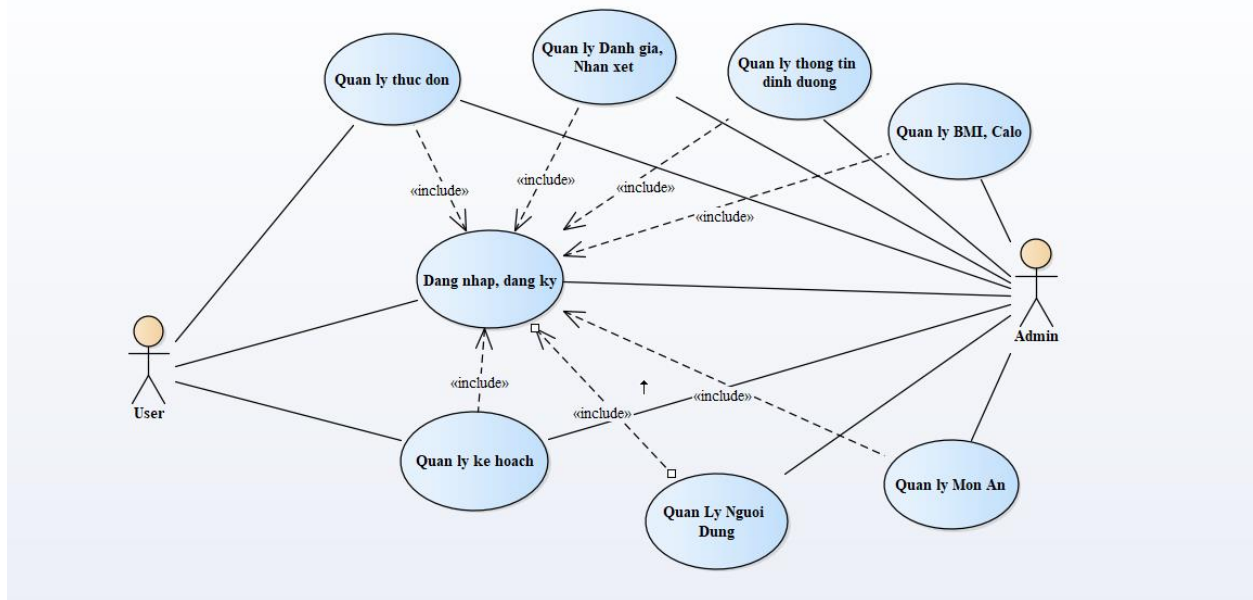 Quan ly thuc don
Quan ly Danh gia,
Nhan xet
Quan ly thong tin
dinh duong
Quan ly BMI, Calo
«include»
«include»
«include»
«include»
Dang nhap, dang ky
User
Admin
«include»
«include»
«include»
Quan ly ke hoach
Quan Ly Nguoi
Dung
Quan ly Mon An